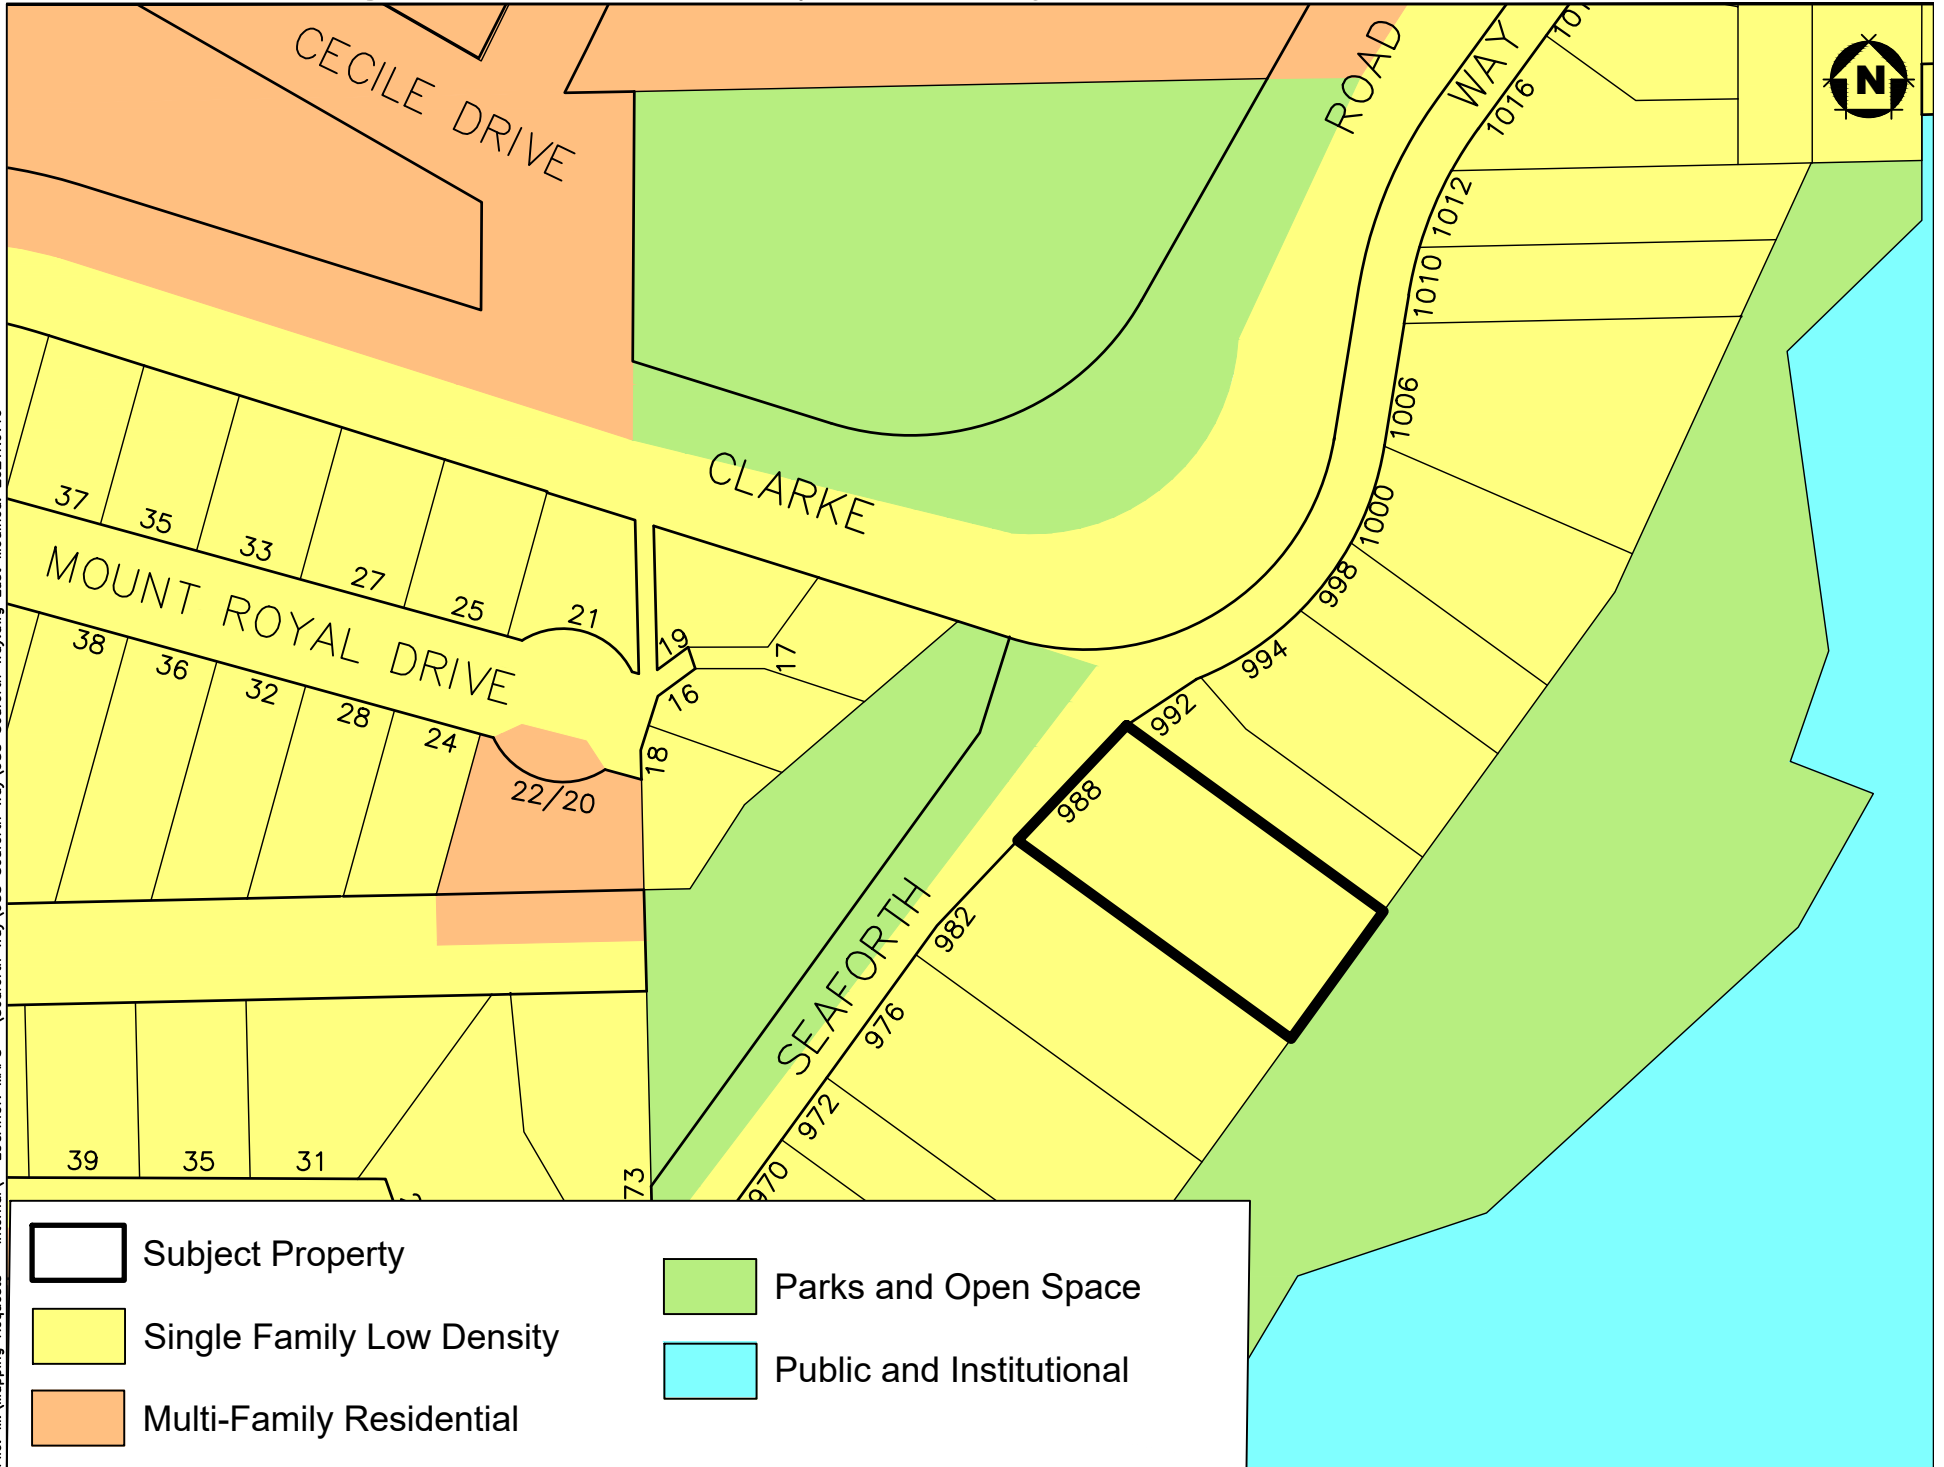 CECILE DRIVE
ROAD
WAY
N
1016
1012
1010
1006
1000
998
994
992
988
982
976
972
970
CLARKE
37
35
33
27
25
21
MOUNT ROYAL DRIVE
19
17
16
18
38
36
32
28
24
22/20
SEAFORTH
39
35
31
73
Subject Property
Single Family Low Density
Multi-Family Residential
Parks and Open Space
Public and Institutional